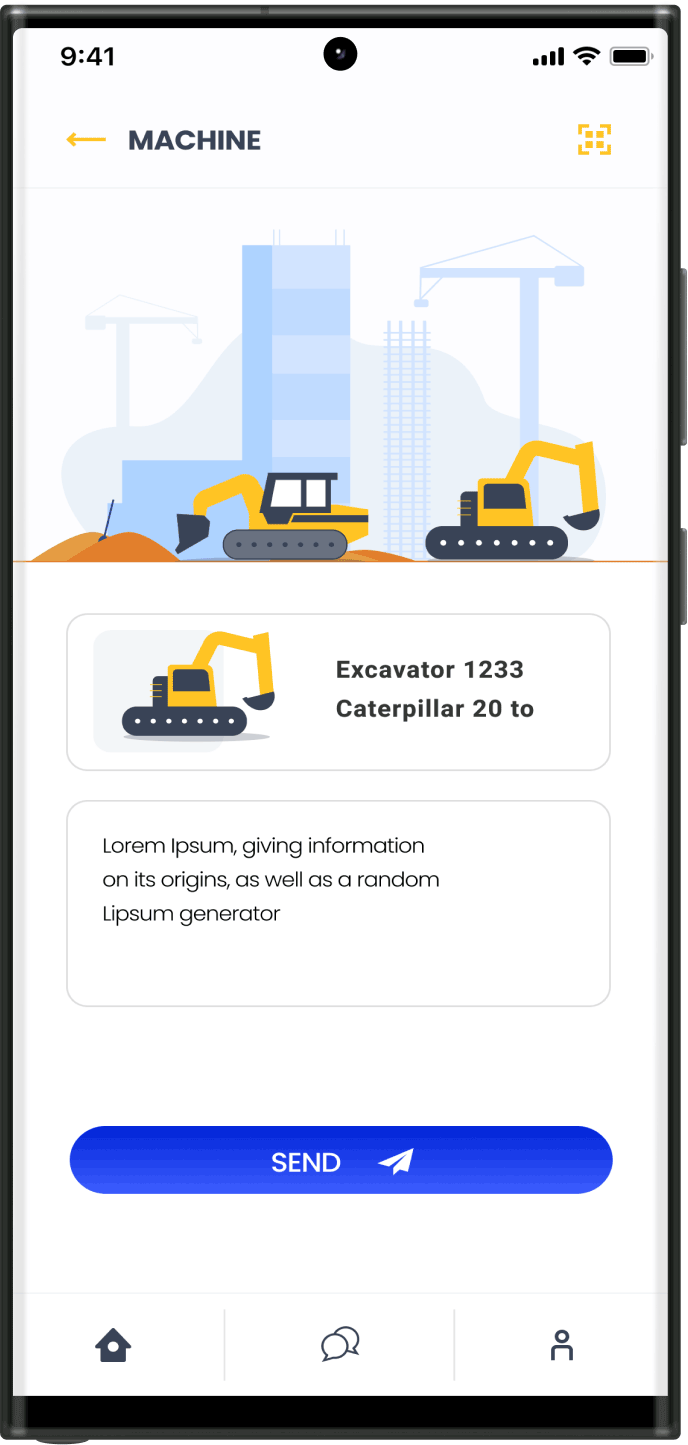 9:41
MACHINE
Excavator 1233
Caterpillar 20 to
Lorem Ipsum, giving information
on its origins, as well as a random
Lipsum generator
SEND